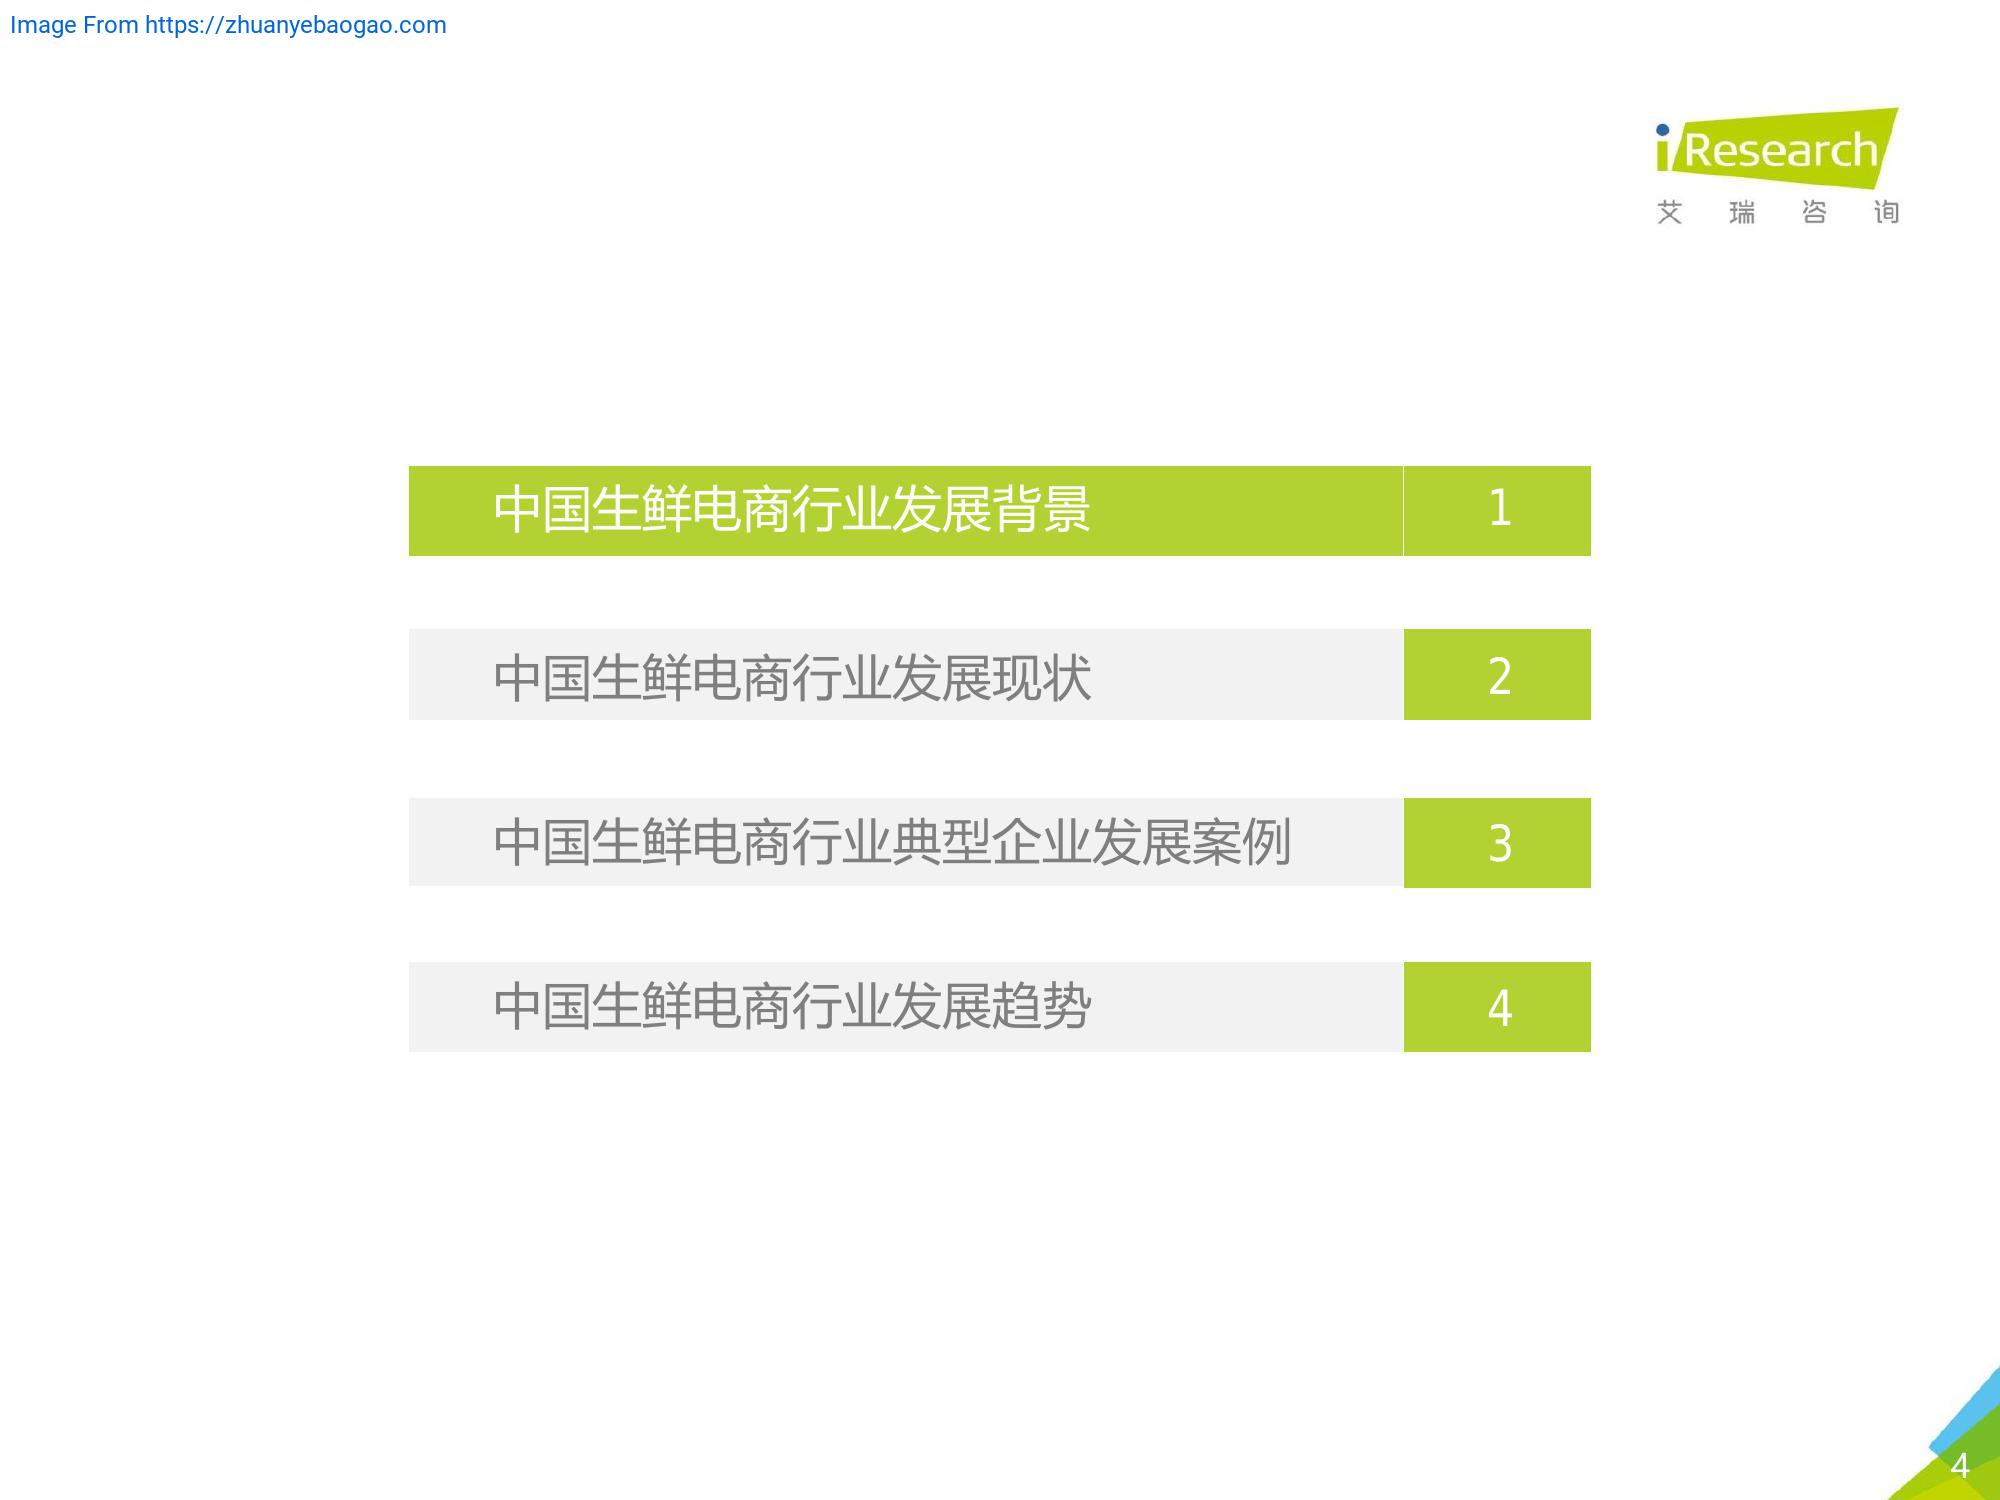 Image From https://zhuanyebaogao.com
iResearch
艾瑞咨询
中国生鲜电商行业发展背景 1
中国生鲜电商行业发展现状 2
中国生鲜电商行业典型企业发展案例 3
中国生鲜电商行业发展趋势 4
4